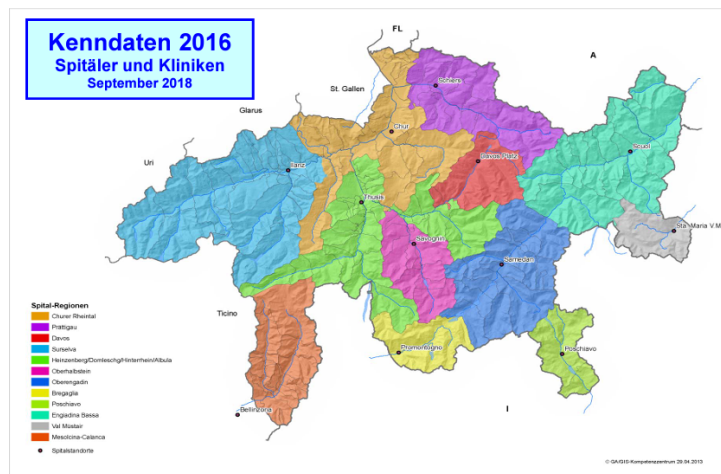 Kenndaten 2016
Spitäler und Kliniken
September 2018
FL
A
St. Gallen
Schiers
Glarus
Chur
Scuol
Uri
Davos Platz
Ilanz
Thusis
Sta. Maria V.M
Savognin
Samedan
Spital-Regionen
Ticino
Churer Rheintal
Prättigau
Davos
Surselva
Heinzenberg/Domleschg/Hinterrhein/Albula
Oberhalbstein
Oberengadin
Bregaglia
Poschiavo
Engiadina Bassa
Val Müstair
Mesolcina-Calanca
Spitalstandorte
Promontogno
Poschiavo
Bellinzona
I
© GA/GIS-Kompetenzzentrum 29.04.2013